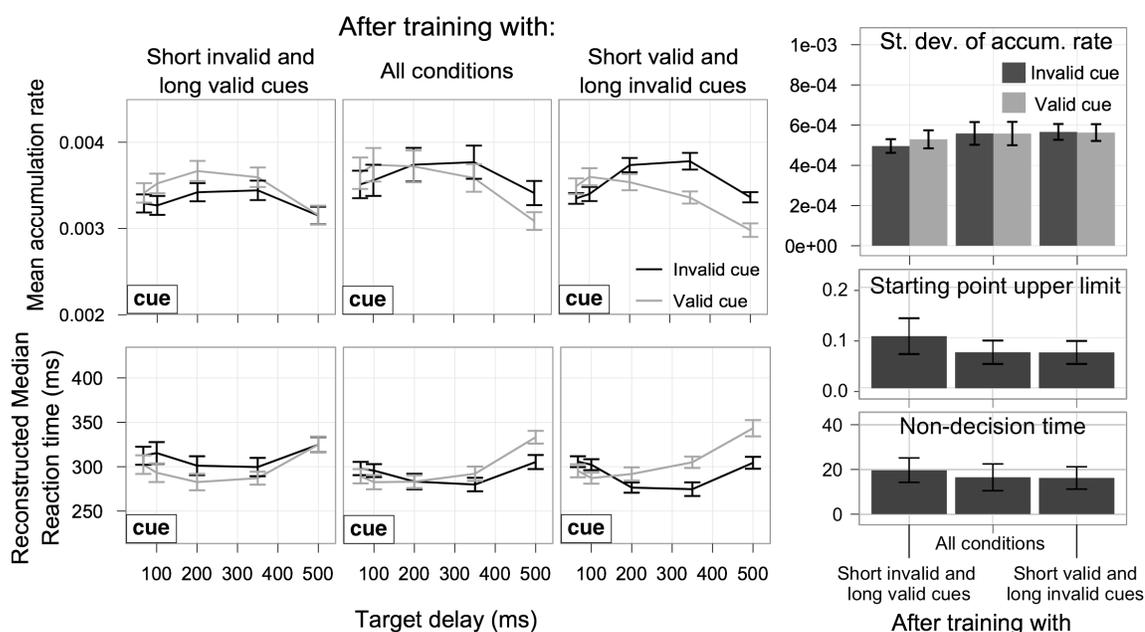 After training with:
Short invalid and
long valid cues
All conditions
Short valid and
long invalid cues
Mean accumulation rate
0.004
0.003
0.002
cue
cue
cue
Invalid cue
Valid cue
Reconstructed Median
Reaction time (ms)
400
350
300
250
cue
cue
cue
100 200 300 400 500
100 200 300 400 500
100 200 300 400 500
Target delay (ms)
St. dev. of accum. rate
1e-03
8e-04
6e-04
4e-04
2e-04
0e+00
Invalid cue
Valid cue
Starting point upper limit
0.2
0.1
0.0
Non-decision time
40
20
0
All conditions
Short invalid and
long valid cues
Short valid and
long invalid cues
After training with